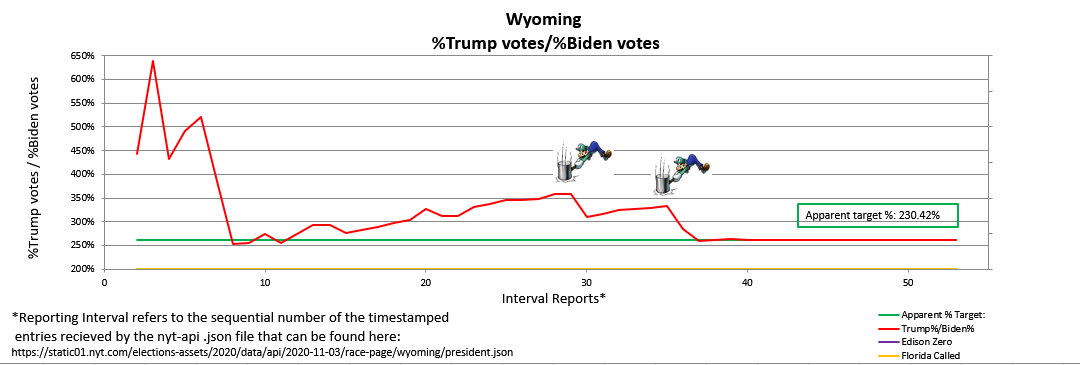 Wyoming
%Trump votes/%Biden votes
650%
600%
550%
500%
450%
400%
350%
300%
250%
200%
%Trump votes / %Biden votes
Apparent target %: 230.42%
0 10 20 30 40 50
Interval Reports*
*Reporting Interval refers to the sequential number of the timestamped
entries recieved by the nyt-api .json file that can be found here:
https://static01.nyt.com/elections-assets/2020/data/api/2020-11-03/race-page/wyoming/president.json
Apparent % Target:
Trump%/Biden%
Edison Zero
Florida Called